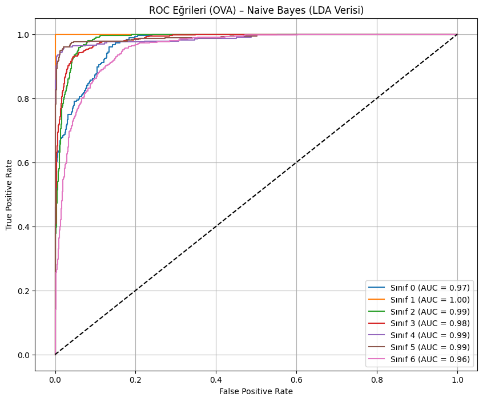 ROC Eğrileri (OVA) – Naive Bayes (LDA Verisi)
True Positive Rate
1.0
0.8
0.6
0.4
0.2
0.0
Sınıf 0 (AUC = 0.97)
Sınıf 1 (AUC = 1.00)
Sınıf 2 (AUC = 0.99)
Sınıf 3 (AUC = 0.98)
Sınıf 4 (AUC = 0.99)
Sınıf 5 (AUC = 0.99)
Sınıf 6 (AUC = 0.96)
0.0 0.2 0.4 0.6 0.8 1.0
False Positive Rate